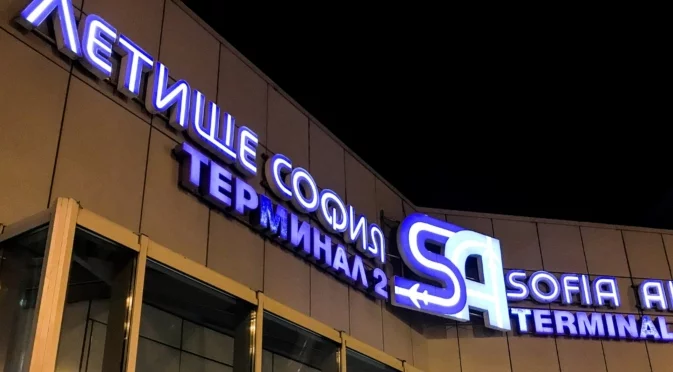 ЛЕТИЩЕ СОФИЯ
ТЕРМИНАЛ 2
SA
SOFIA
TERMINAL